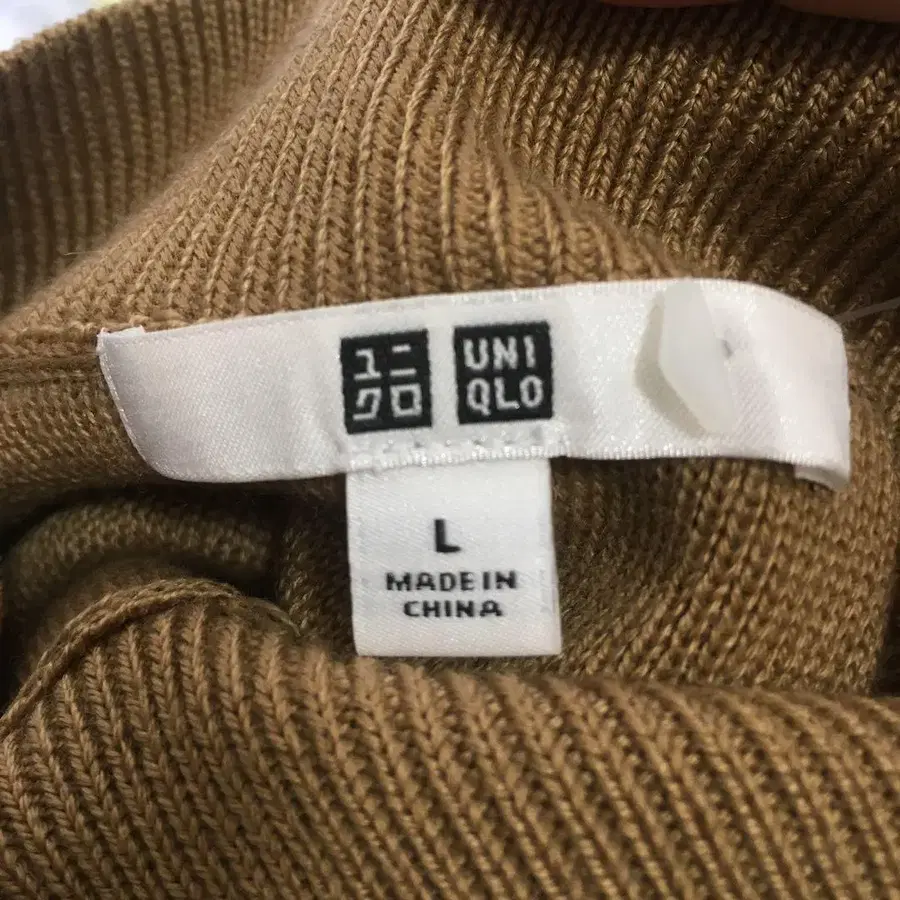 ユニ
クロ
UNI
QLO
L
MADE IN
CHINA